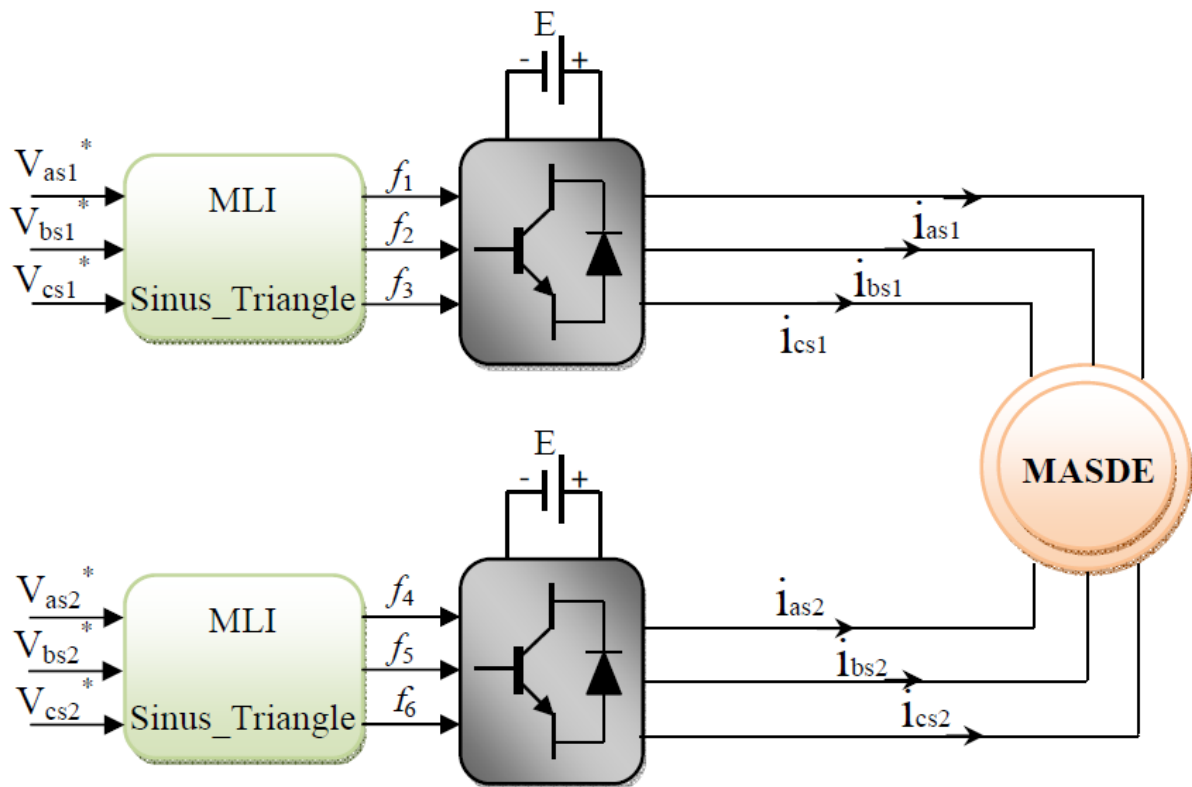 E
- +
Vas1*
Vbs1*
Vcs1*
MLI
Sinus_Triangle
f1
f2
f3
ias1
ibs1
ics1
MASDE
E
- +
Vas2*
Vbs2*
Vcs2*
MLI
Sinus_Triangle
f4
f5
f6
ias2
ibs2
ics2